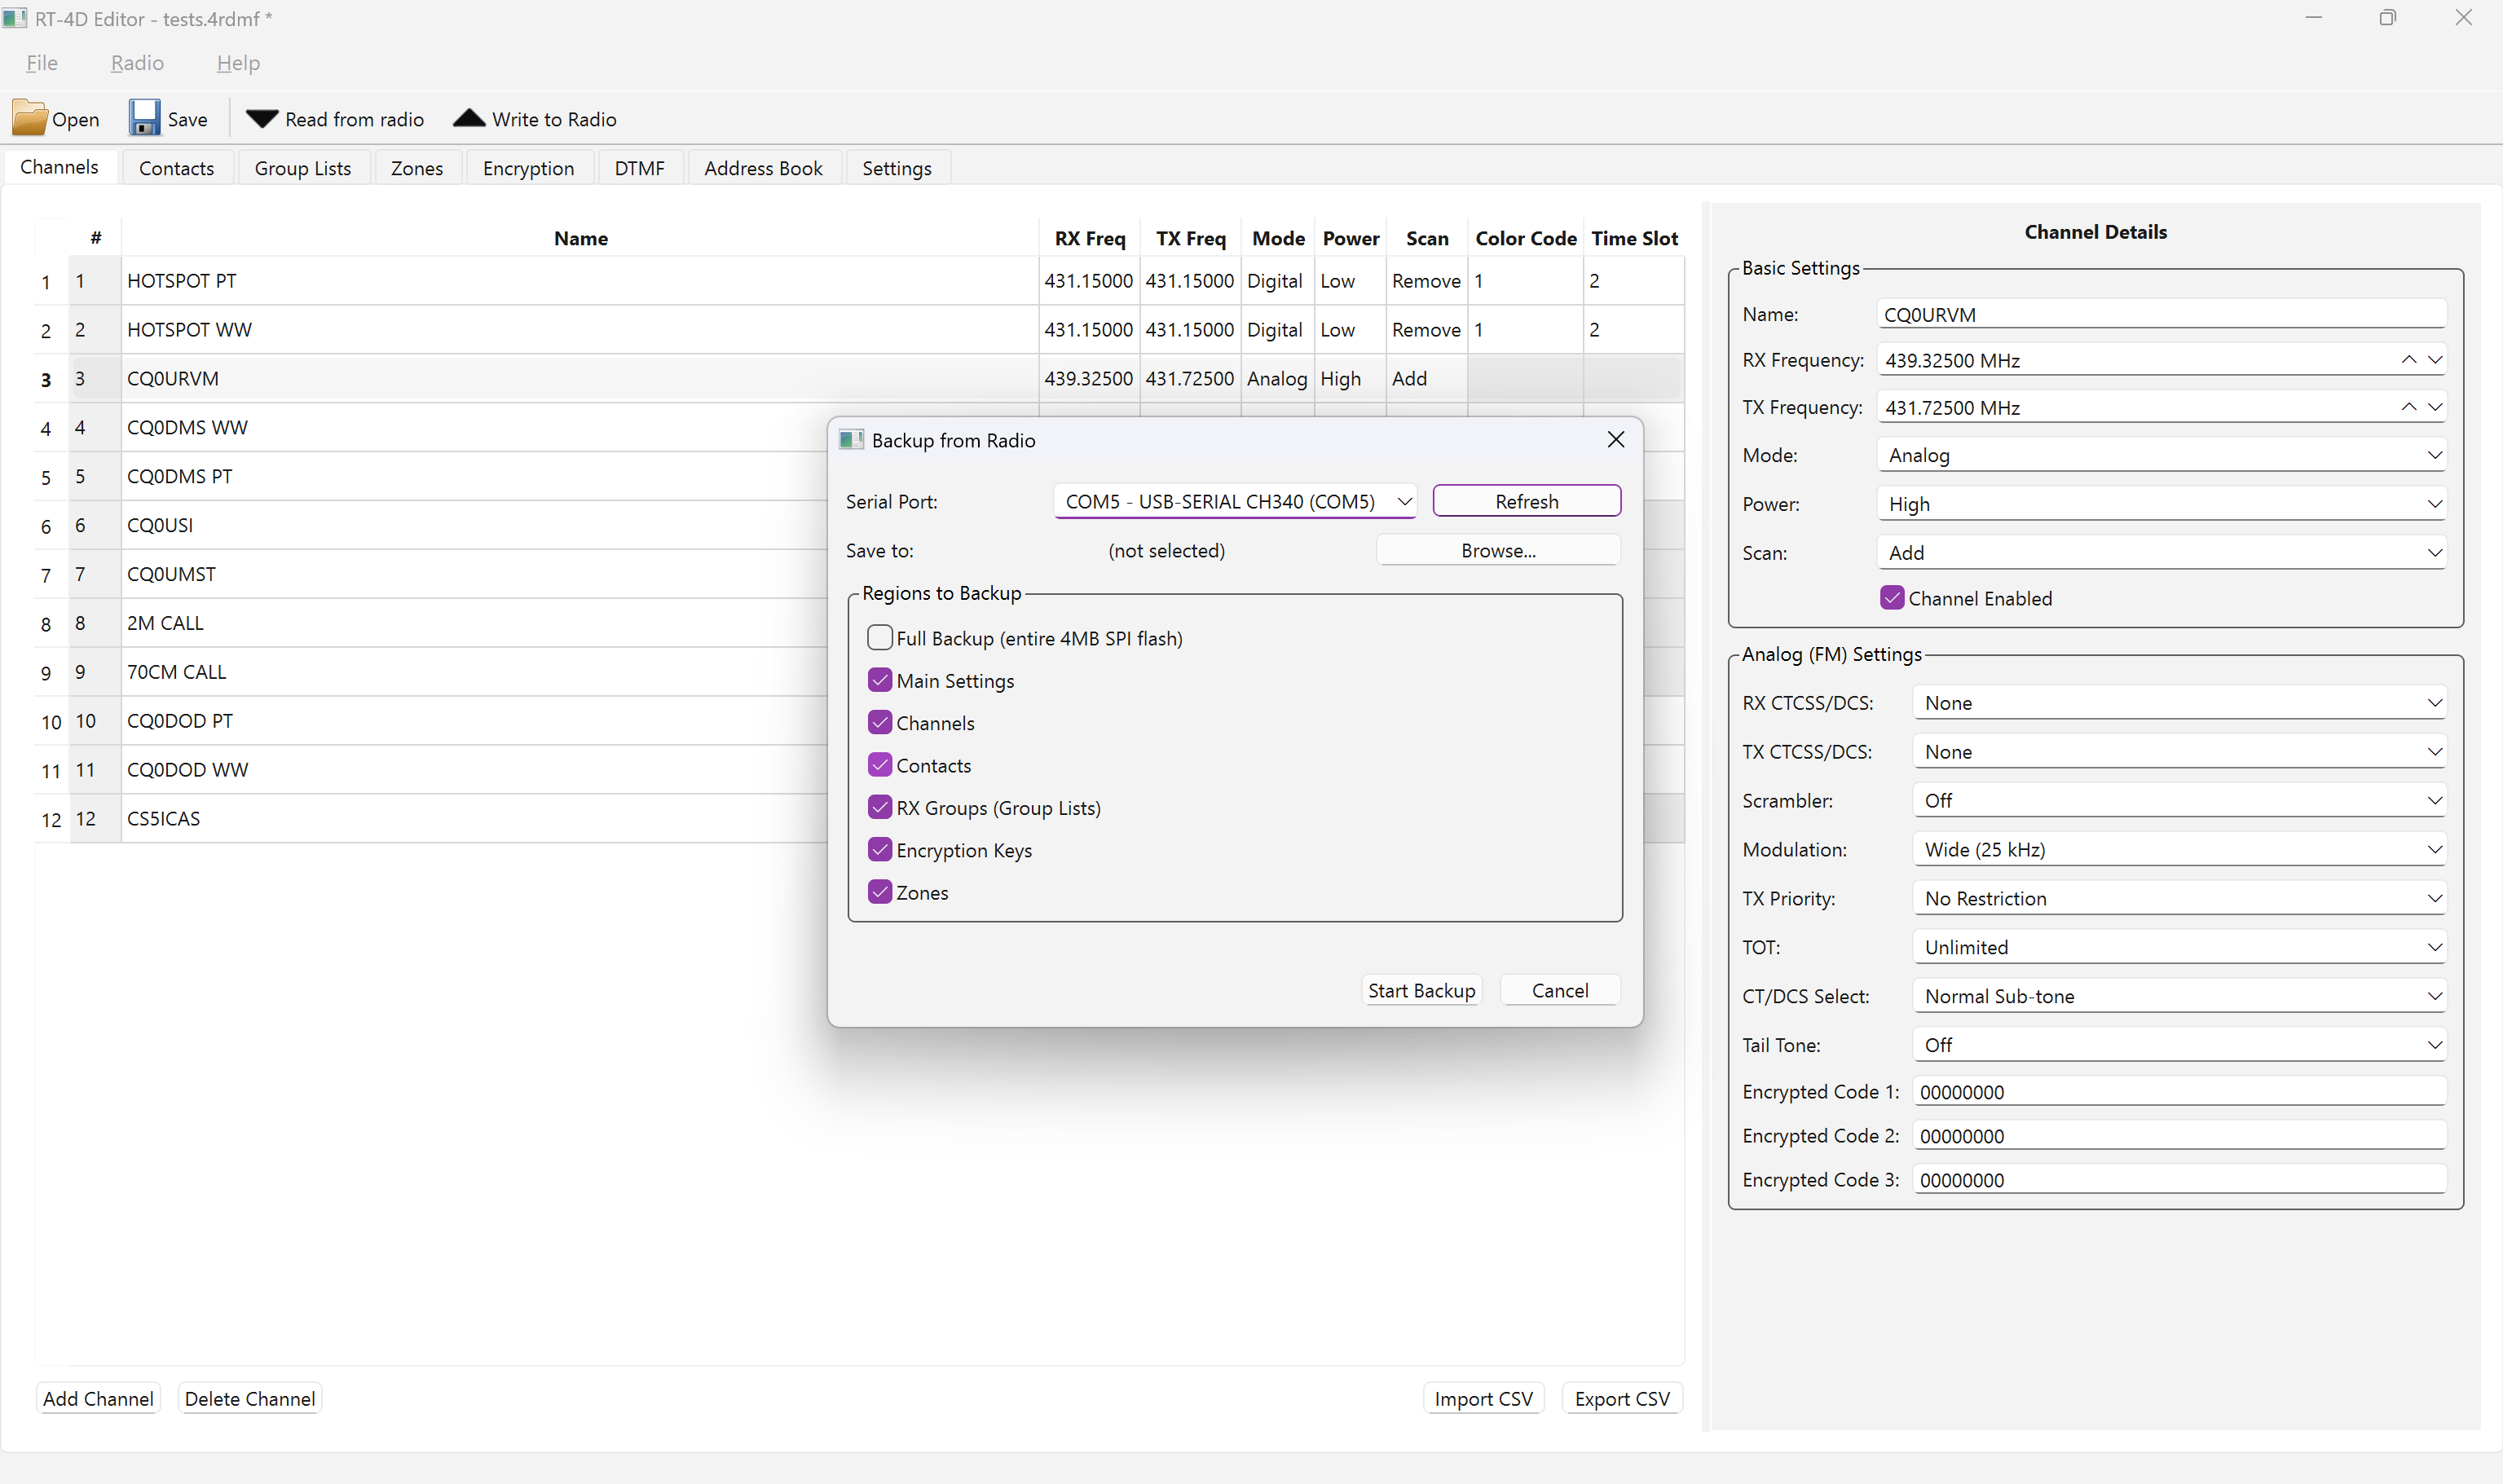 RT-4D Editor - tests.4rdmf *
File Radio Help
Open Save Read from radio Write to Radio
Channels Contacts Group Lists Zones Encryption DTMF Address Book Settings
# Name RX Freq TX Freq Mode Power Scan Color Code Time Slot
1 1 HOTSPOT PT 431.15000 431.15000 Digital Low Remove 1 2
2 2 HOTSPOT WW 431.15000 431.15000 Digital Low Remove 1 2
3 3 CQ0URVM 439.32500 431.72500 Analog High Add
4 4 CQ0DMS WW
5 5 CQ0DMS PT
6 6 CQ0USI
7 7 CQ0UMST
8 8 2M CALL
9 9 70CM CALL
10 10 CQ0DOD PT
11 11 CQ0DOD WW
12 12 CS5ICAS
Add Channel Delete Channel Import CSV Export CSV
Backup from Radio
Serial Port: COM5 - USB-SERIAL CH340 (COM5) Refresh
Save to: (not selected) Browse...
Regions to Backup
Full Backup (entire 4MB SPI flash)
Main Settings
Channels
Contacts
RX Groups (Group Lists)
Encryption Keys
Zones
Start Backup Cancel
Channel Details
Basic Settings
Name: CQ0URVM
RX Frequency: 439.32500 MHz
TX Frequency: 431.72500 MHz
Mode: Analog
Power: High
Scan: Add
Channel Enabled
Analog (FM) Settings
RX CTCSS/DCS: None
TX CTCSS/DCS: None
Scrambler: Off
Modulation: Wide (25 kHz)
TX Priority: No Restriction
TOT: Unlimited
CT/DCS Select: Normal Sub-tone
Tail Tone: Off
Encrypted Code 1: 00000000
Encrypted Code 2: 00000000
Encrypted Code 3: 00000000